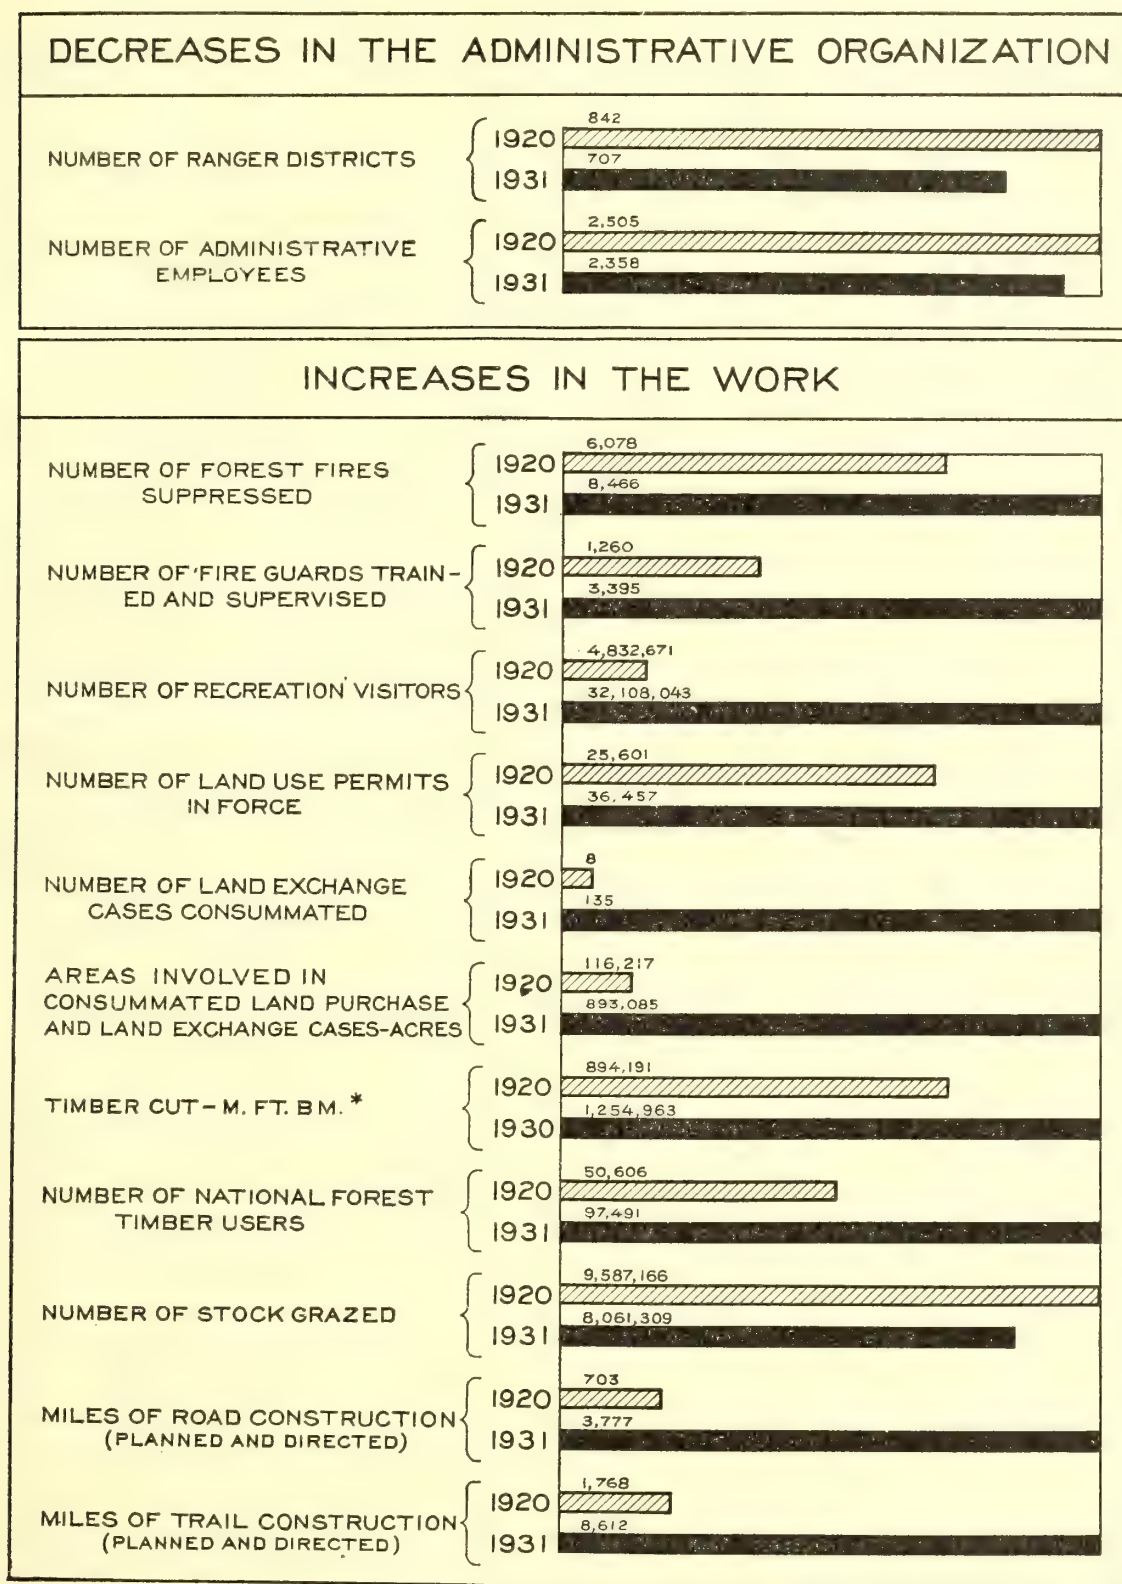 DECREASES IN THE ADMINISTRATIVE ORGANIZATION
NUMBER OF RANGER DISTRICTS
1920 842
1931 707
NUMBER OF ADMINISTRATIVE
EMPLOYEES
1920 2,505
1931 2,358
INCREASES IN THE WORK
NUMBER OF FOREST FIRES
SUPPRESSED
1920 6,078
1931 8,466
NUMBER OF FIRE GUARDS TRAIN-
ED AND SUPERVISED
1920 1,260
1931 3,395
NUMBER OF RECREATION VISITORS
1920 4,832,671
1931 32,108,043
NUMBER OF LAND USE PERMITS
IN FORCE
1920 25,601
1931 36,457
NUMBER OF LAND EXCHANGE
CASES CONSUMMATED
1920 8
1931 135
AREAS INVOLVED IN
CONSUMMATED LAND PURCHASE
AND LAND EXCHANGE CASES-ACRES
1920 116,217
1931 893,085
TIMBER CUT-M. FT. BM. *
1920 894,191
1930 1,254,963
NUMBER OF NATIONAL FOREST
TIMBER USERS
1920 50,606
1931 97,491
NUMBER OF STOCK GRAZED
1920 9,587,166
1931 8,061,309
MILES OF ROAD CONSTRUCTION
(PLANNED AND DIRECTED)
1920 703
1931 3,777
MILES OF TRAIL CONSTRUCTION
(PLANNED AND DIRECTED)
1920 1,768
1931 8,612